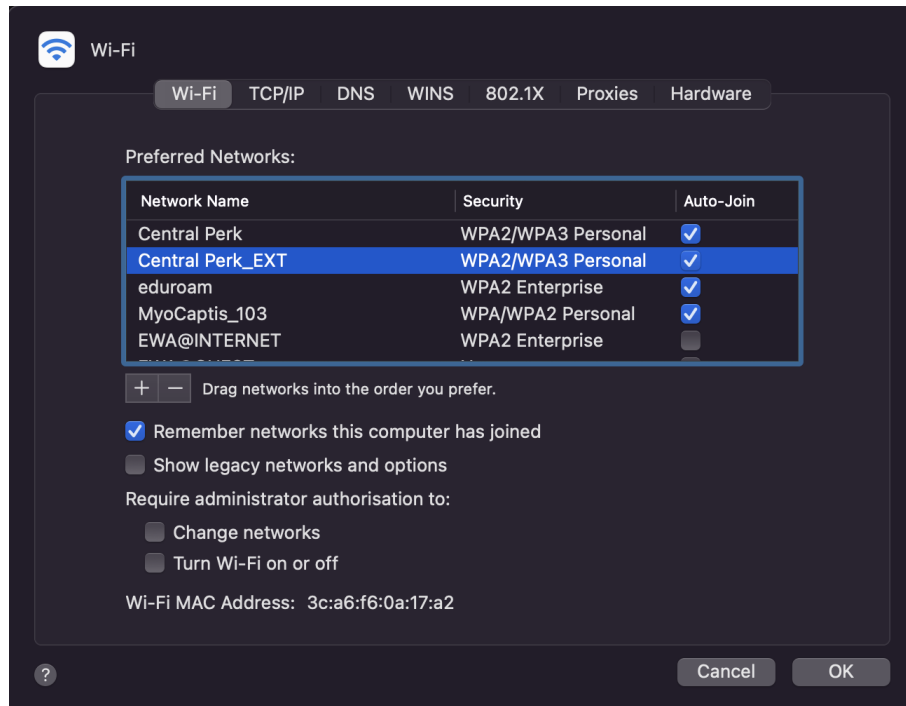 Wi-Fi
Wi-Fi TCP/IP DNS WINS 802.1X Proxies Hardware
Preferred Networks:
Network Name Security Auto-Join
Central Perk WPA2/WPA3 Personal
Central Perk_EXT WPA2/WPA3 Personal
eduroam WPA2 Enterprise
MyoCaptis_103 WPA/WPA2 Personal
EWA@INTERNET WPA2 Enterprise
+ − Drag networks into the order you prefer.
Remember networks this computer has joined
Show legacy networks and options
Require administrator authorisation to:
Change networks
Turn Wi-Fi on or off
Wi-Fi MAC Address: 3c:a6:f6:0a:17:a2
? Cancel OK